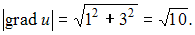 |grad u| = √(1² + 3²) = √10.